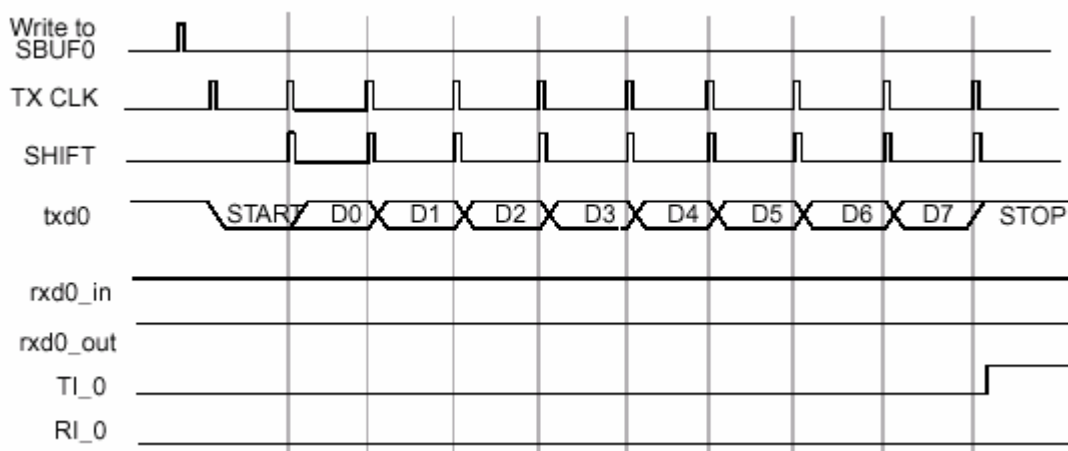 Write to
SBUF0
TX CLK
SHIFT
txd0
START D0 D1 D2 D3 D4 D5 D6 D7 STOP
rxd0_in
rxd0_out
TI_0
RI_0